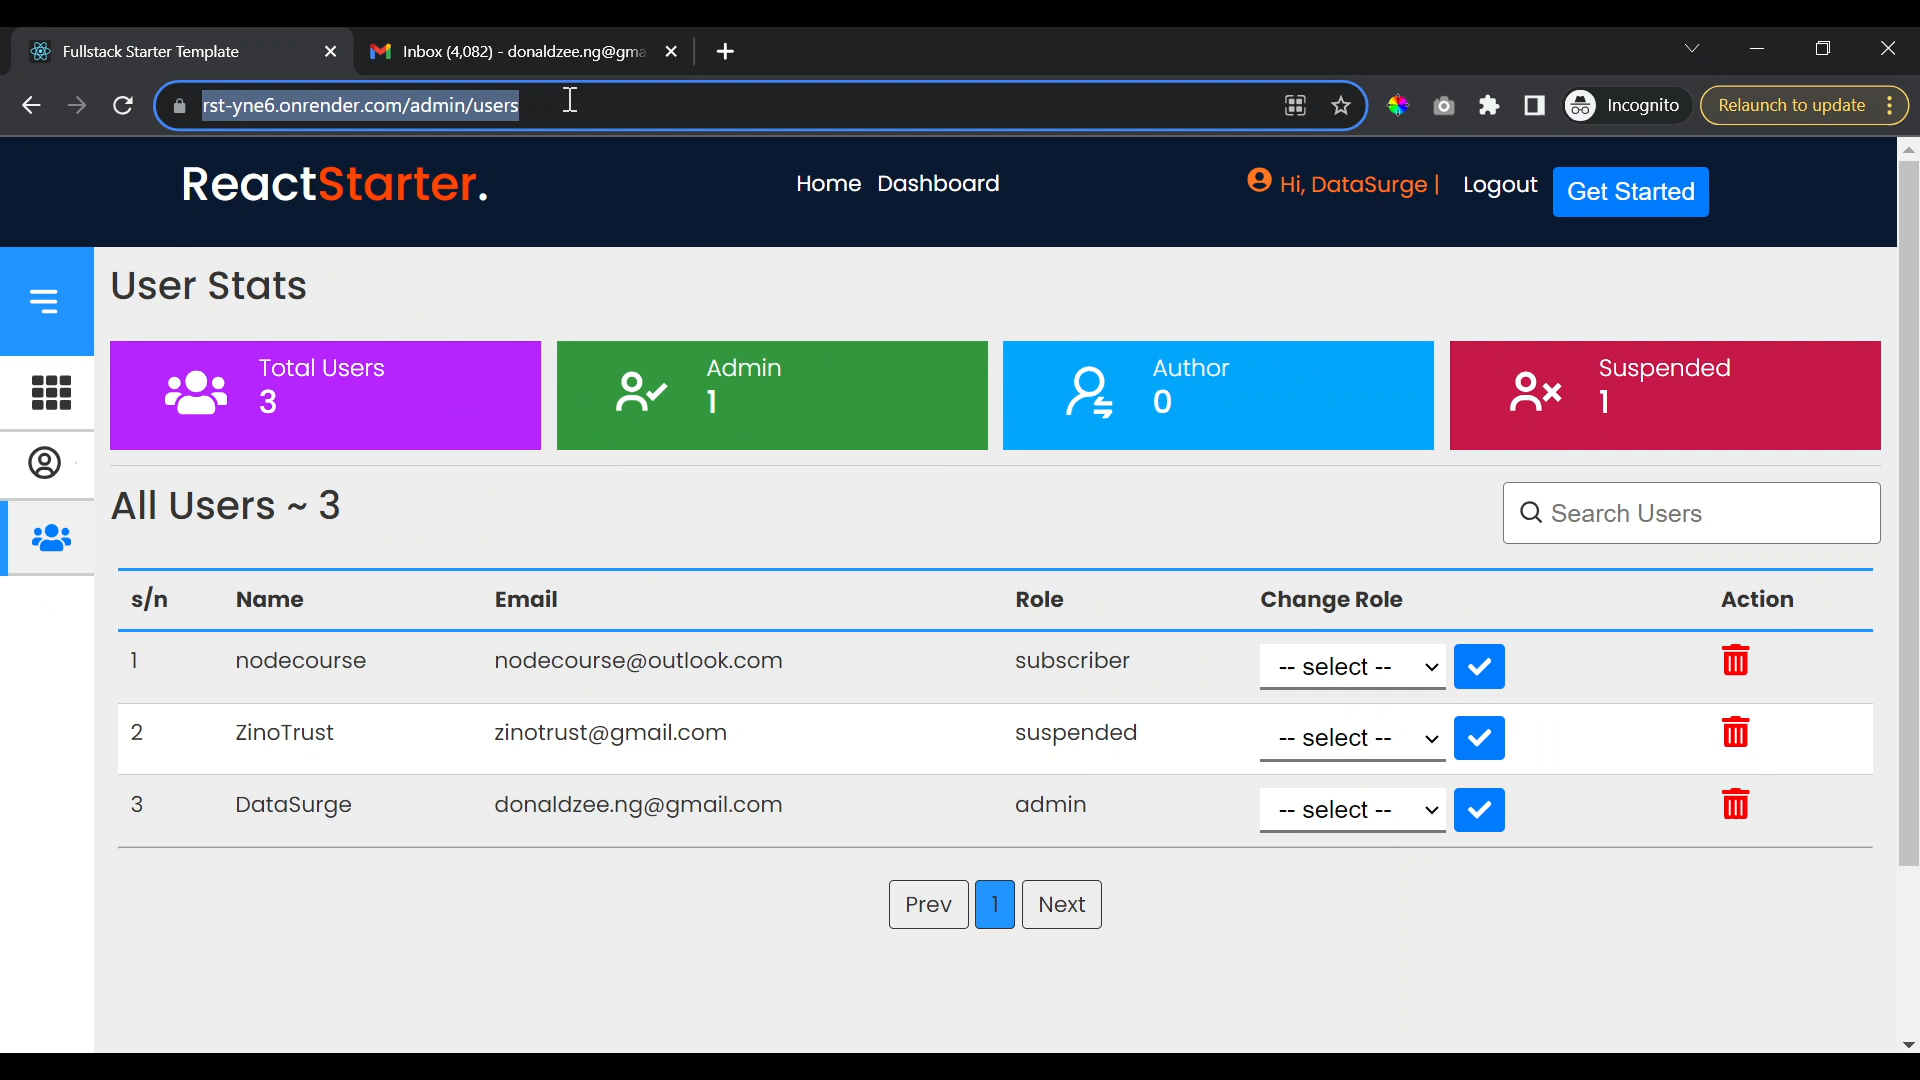 Fullstack Starter Template
Inbox (4,082) - donaldzee.ng@gma
rst-yne6.onrender.com/admin/users
Incognito
Relaunch to update
ReactStarter.
Home Dashboard
Hi, DataSurge |
Logout
Get Started
User Stats
Total Users
3
Admin
1
Author
0
Suspended
1
All Users ~ 3
Search Users
s/n Name Email Role Change Role Action
1 nodecourse nodecourse@outlook.com subscriber -- select --
2 ZinoTrust zinotrust@gmail.com suspended -- select --
3 DataSurge donaldzee.ng@gmail.com admin -- select --
Prev 1 Next